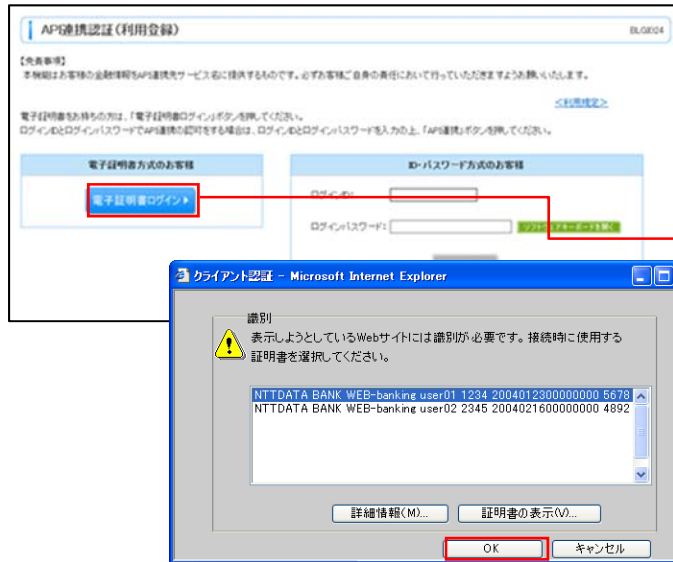 API連携認証(利用登録)
BLGI024
【免責事項】
本機能はお客様の金融情報をAPI連携先サービス名に提供するものです。必ずお客様ご自身の責任において行っていただきますようお願いいたします。
<利用規定>
電子証明書をお持ちの方は、「電子証明書ログイン」ボタンを押してください。
ログインIDとログインパスワードでAPI連携の認可をする場合は、ログインIDとログインパスワードを入力の上、「API連携」ボタンを押してください。
電子証明書方式のお客様
ID・パスワード方式のお客様
電子証明書ログイン
ログインID:
ログインパスワード:
ソフトウェアキーボードを開く
クライアント認証 - Microsoft Internet Explorer
識別
表示しようとしているWebサイトには識別が必要です。接続時に使用する
証明書を選択してください。
NTTDATA BANK WEB-banking user01 1234 2004012300000000 5678
NTTDATA BANK WEB-banking user02 2345 2004021600000000 4892
詳細情報(M)...
証明書の表示(V)...
OK
キャンセル